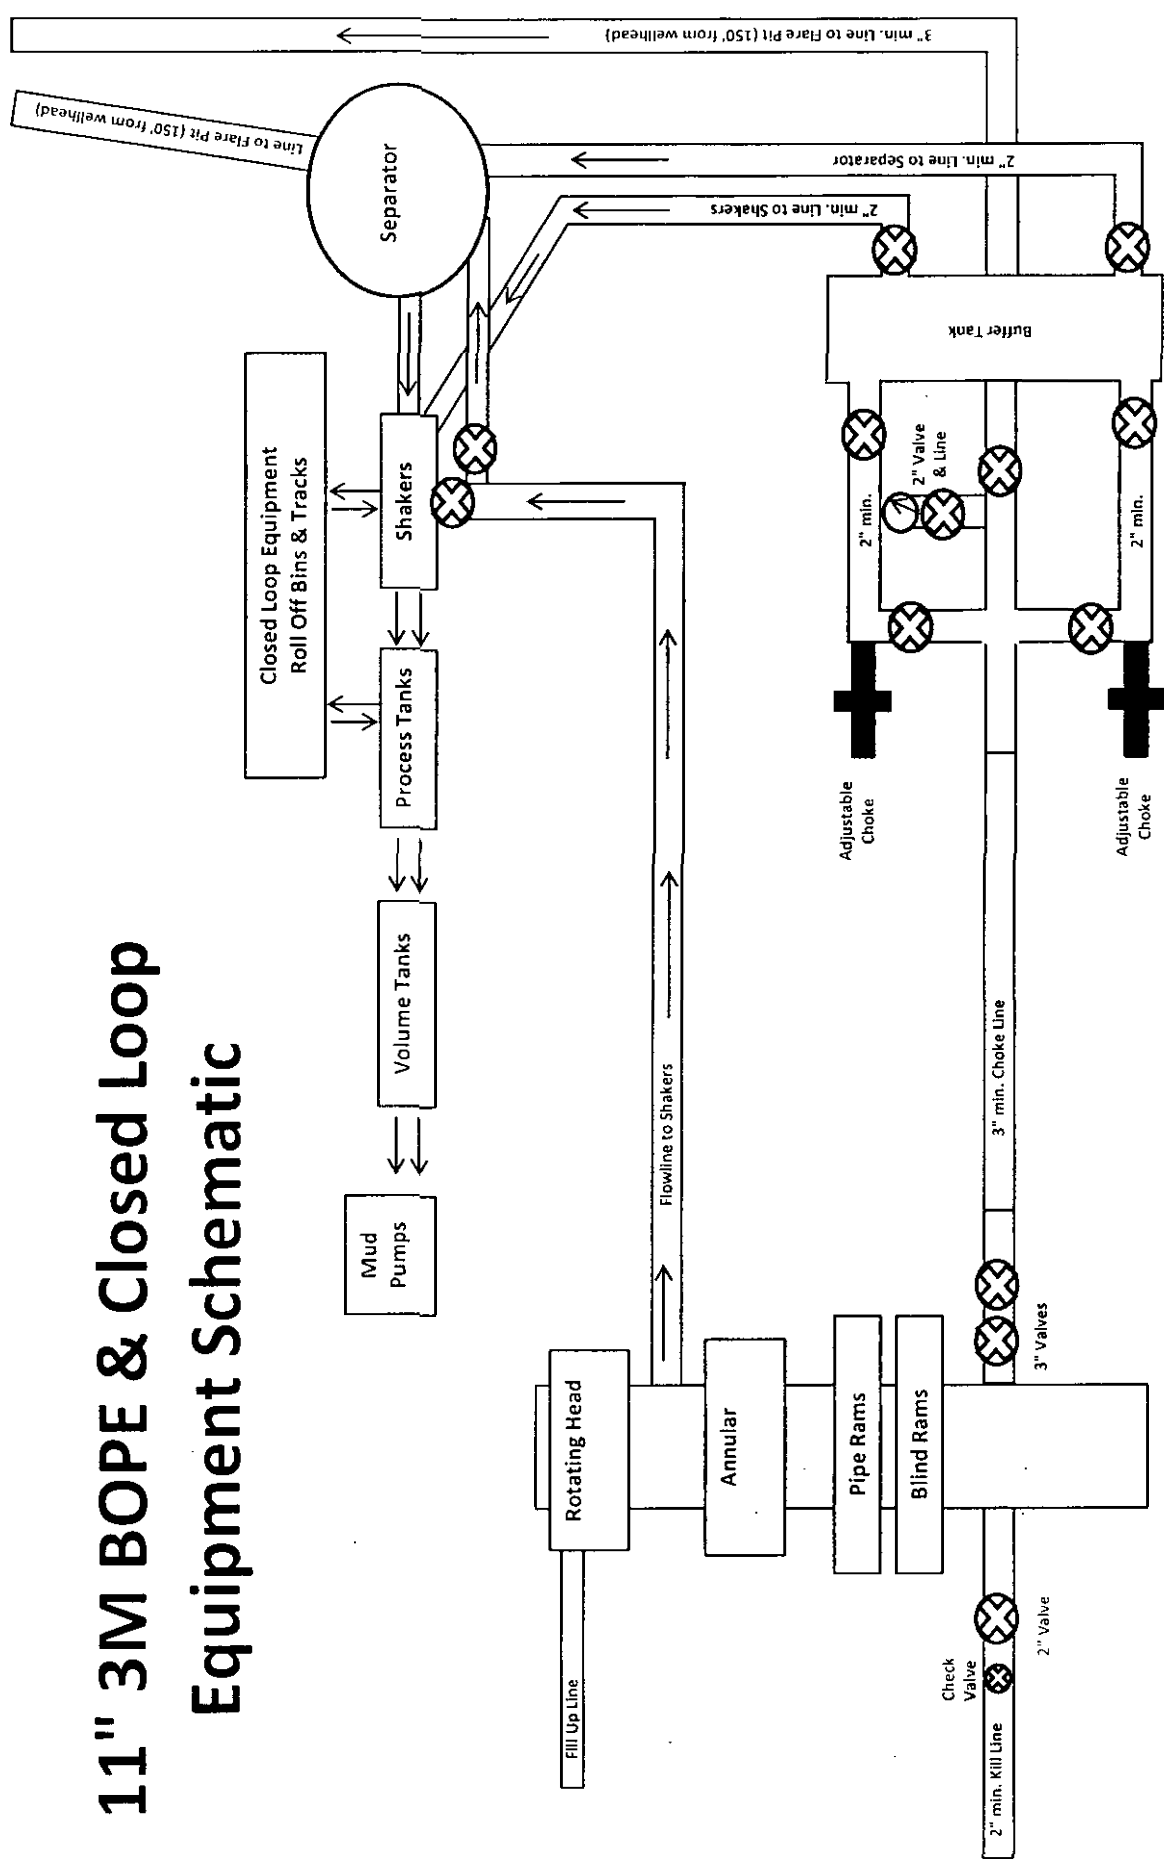 11" 3M BOPE & Closed Loop
Equipment Schematic
Fill Up Line
Rotating Head
Annular
Pipe Rams
Blind Rams
Check
Valve
2" min. Kill Line
2" Valve
3" Valves
3" min. Choke Line
Flowline to Shakers
Mud
Pumps
Volume Tanks
Process Tanks
Shakers
Closed Loop Equipment
Roll Off Bins & Tracks
Separator
Line to Flare Pit (150' from wellhead)
3" min. Line to Flare Pit (150' from wellhead)
2" min. Line to Separator
2" min. Line to Shakers
Buffer Tank
2" Valve
& Line
2" min.
2" min.
Adjustable
Choke
Adjustable
Choke